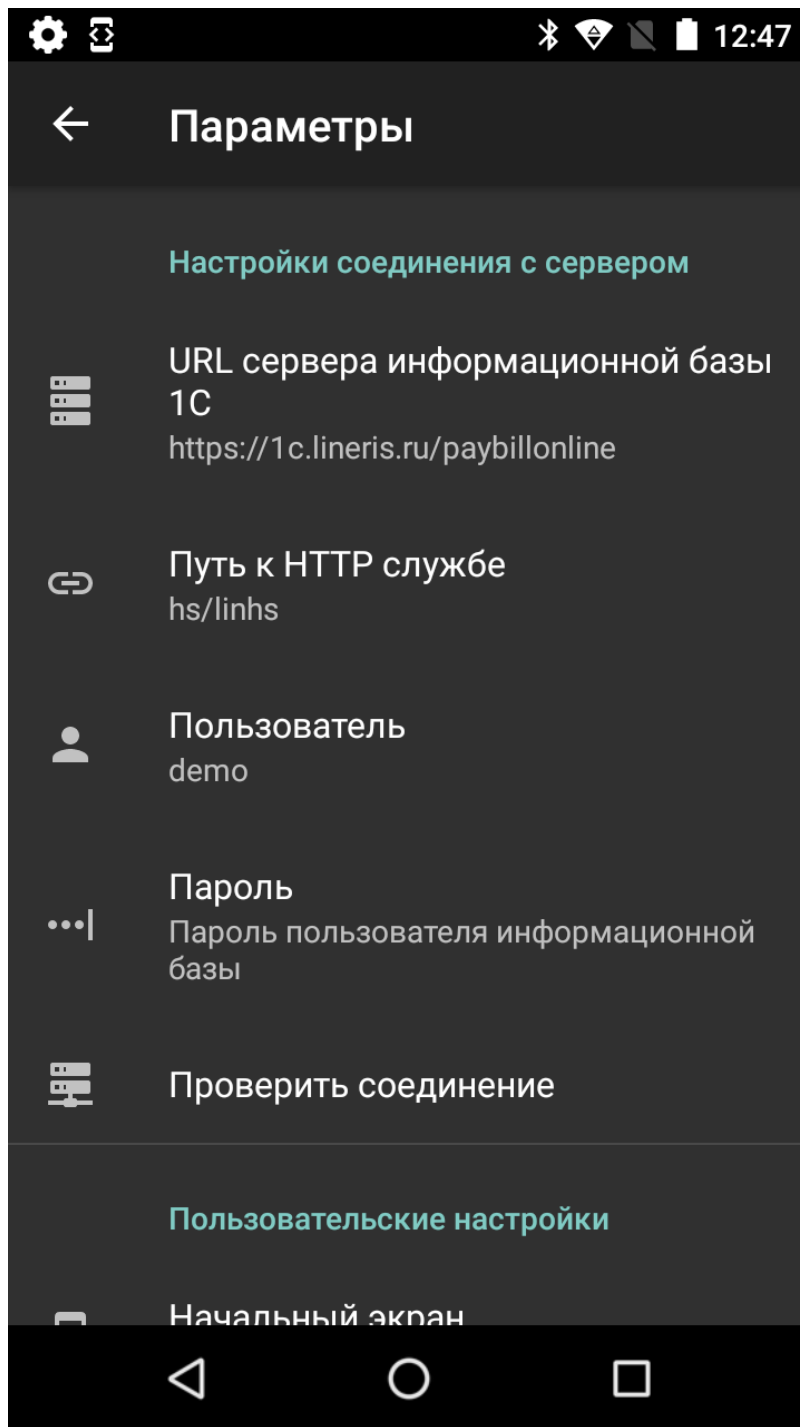 12:47
Параметры
Настройки соединения с сервером
URL сервера информационной базы
1С
https://1c.lineris.ru/paybillonline
Путь к HTTP службе
hs/linhs
Пользователь
demo
Пароль
Пароль пользователя информационной
базы
Проверить соединение
Пользовательские настройки
Начальный экран